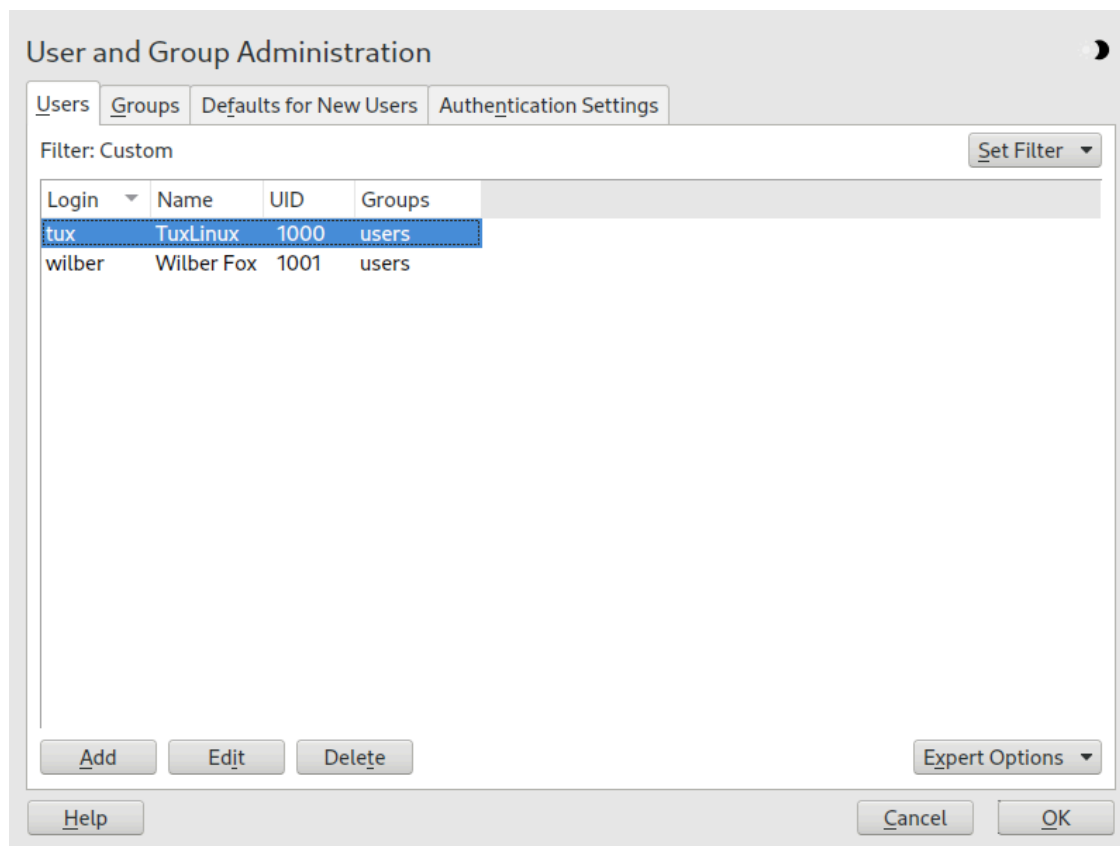 User and Group Administration
Users Groups Defaults for New Users Authentication Settings
Filter: Custom Set Filter
Login Name UID Groups
tux TuxLinux 1000 users
wilber Wilber Fox 1001 users
Add Edit Delete Expert Options
Help Cancel OK